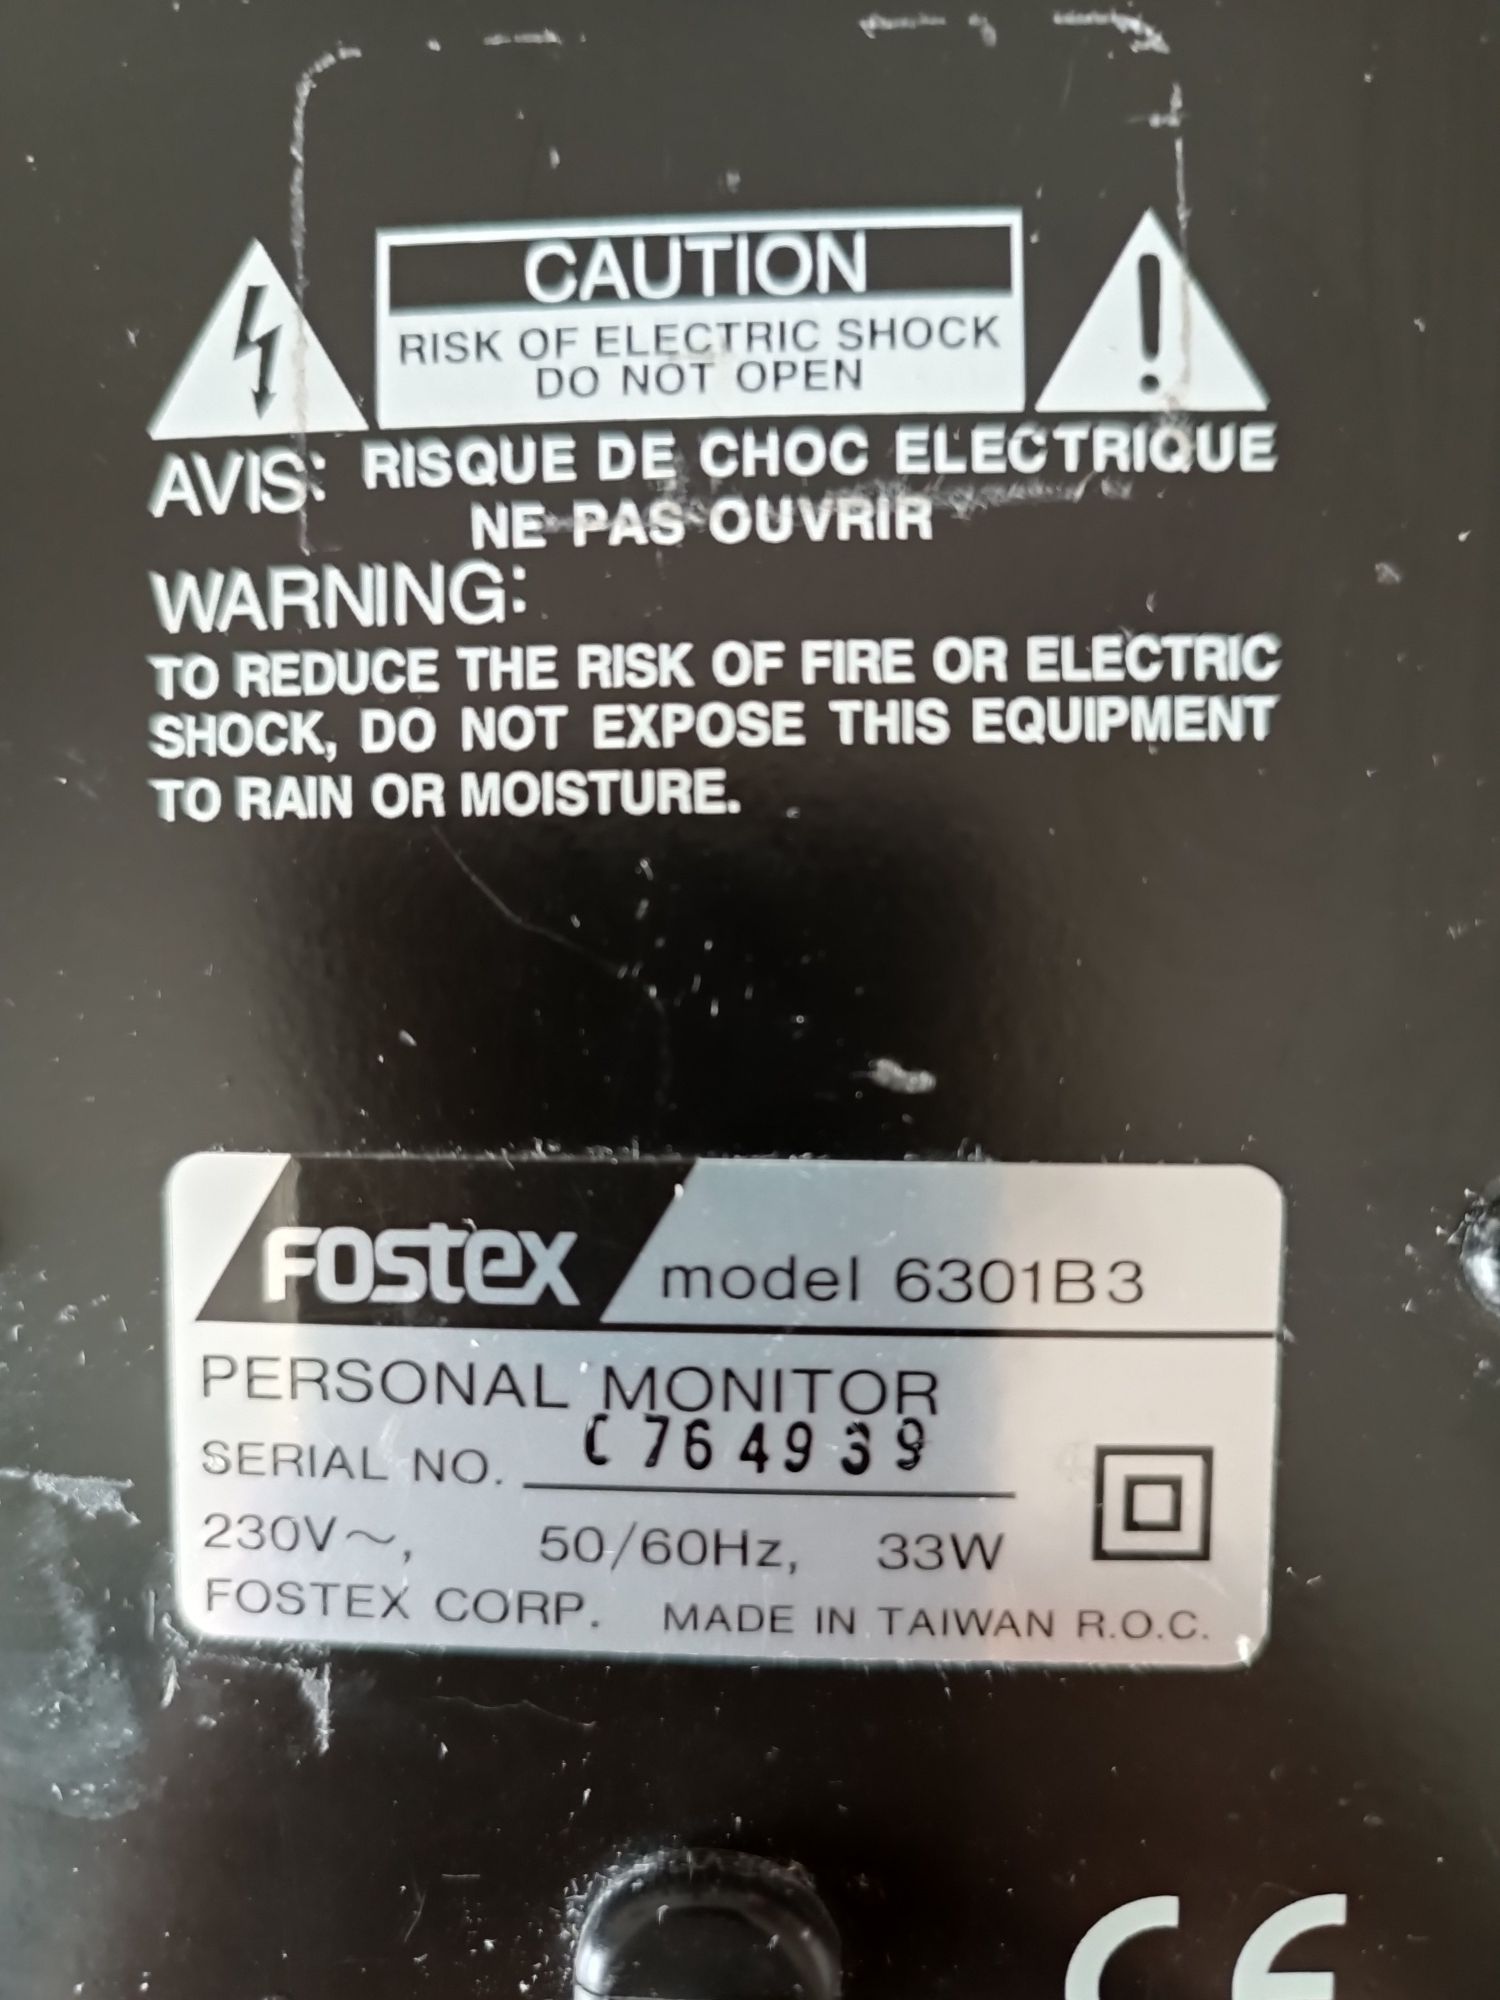 CAUTION
RISK OF ELECTRIC SHOCK
DO NOT OPEN
AVIS: RISQUE DE CHOC ELECTRIQUE
NE PAS OUVRIR
WARNING:
TO REDUCE THE RISK OF FIRE OR ELECTRIC
SHOCK, DO NOT EXPOSE THIS EQUIPMENT
TO RAIN OR MOISTURE.
Fostex model 6301B3
PERSONAL MONITOR
SERIAL NO. C764939
230V~, 50/60Hz, 33W
FOSTEX CORP. MADE IN TAIWAN R.O.C.
CE